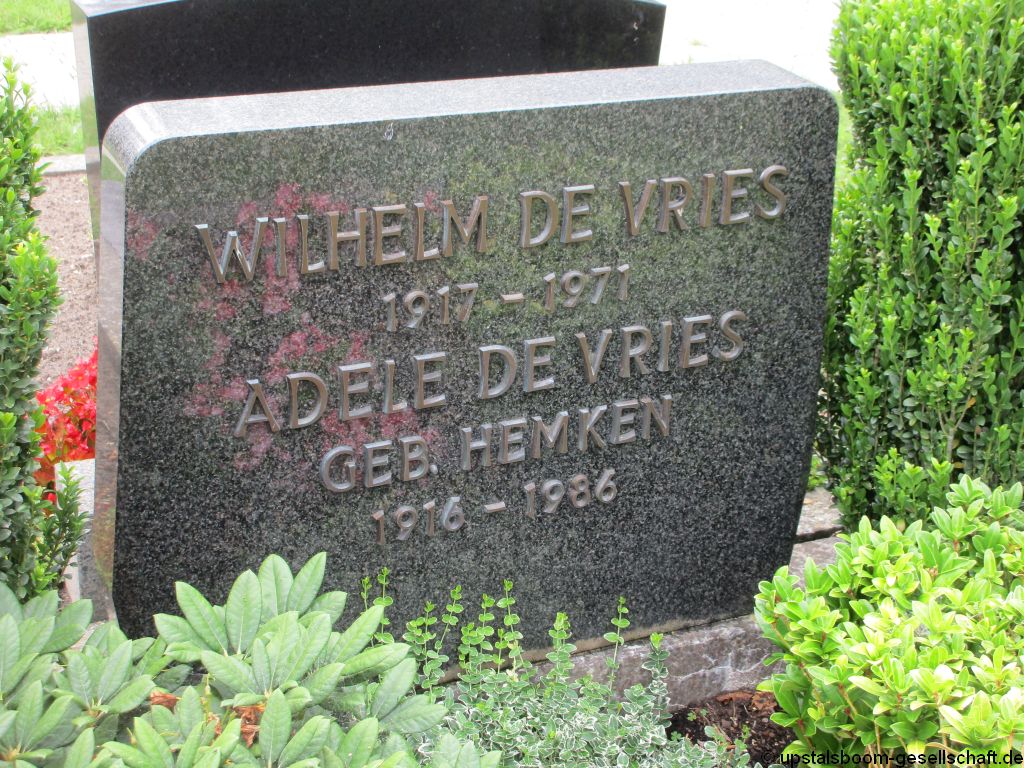 WILHELM DE VRIES
1917 – 1971
ADELE DE VRIES
GEB. HEMKEN
1916 – 1986
©upstalsboom-gesellschaft.de